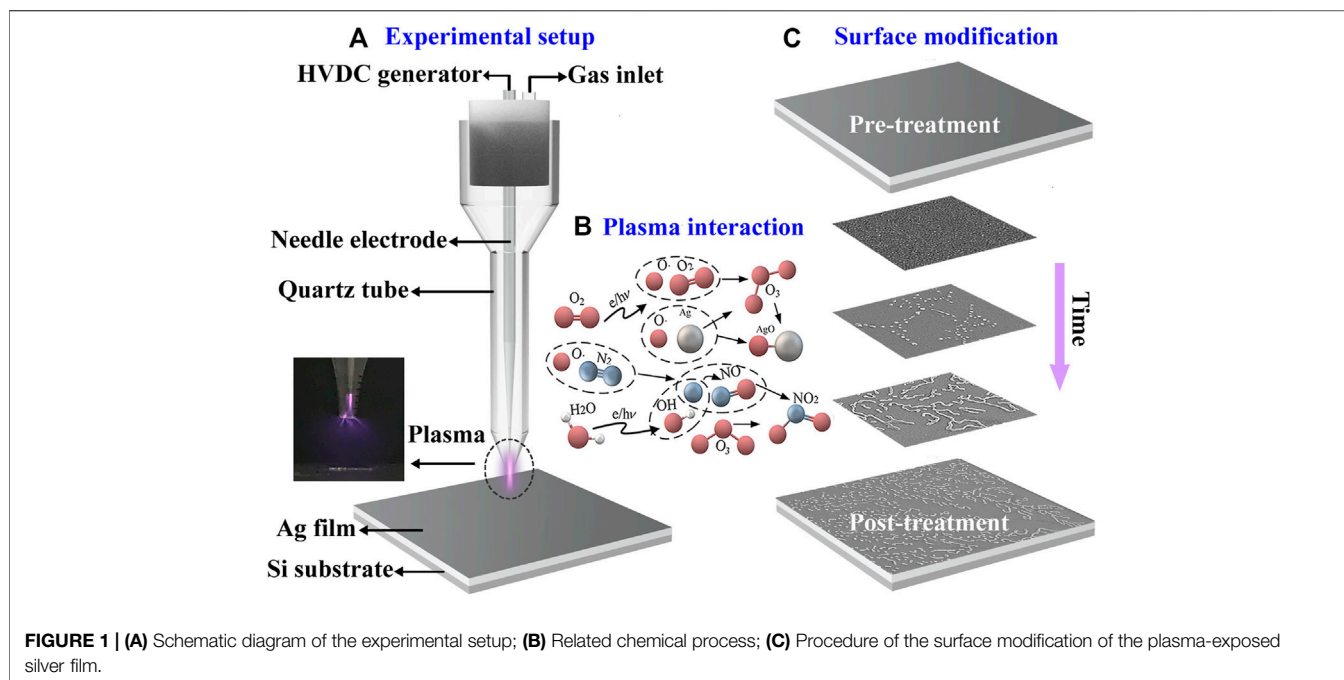 A Experimental setup
HVDC generator
Gas inlet
Needle electrode
Quartz tube
Plasma
Ag film
Si substrate
B Plasma interaction
O· O2
O2
e/hν
O3
O· Ag
AgO
O· N2
NO
NO2
H2O
e/hν
OH
O3
C Surface modification
Pre-treatment
Time
Post-treatment
FIGURE 1 | (A) Schematic diagram of the experimental setup; (B) Related chemical process; (C) Procedure of the surface modification of the plasma-exposed
silver film.